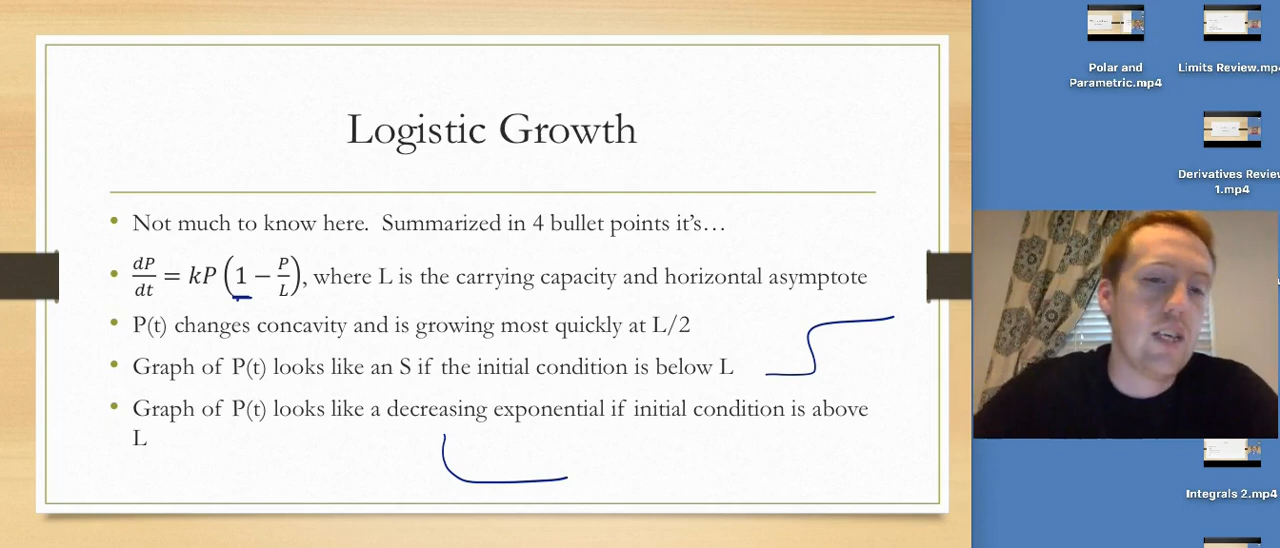 Logistic Growth
Not much to know here. Summarized in 4 bullet points it's…
dP/dt = kP(1 − P/L), where L is the carrying capacity and horizontal asymptote
P(t) changes concavity and is growing most quickly at L/2
Graph of P(t) looks like an S if the initial condition is below L
Graph of P(t) looks like a decreasing exponential if initial condition is above
L
Polar and
Parametric.mp4
Limits Review.mp4
Derivatives Review
1.mp4
Integrals 2.mp4